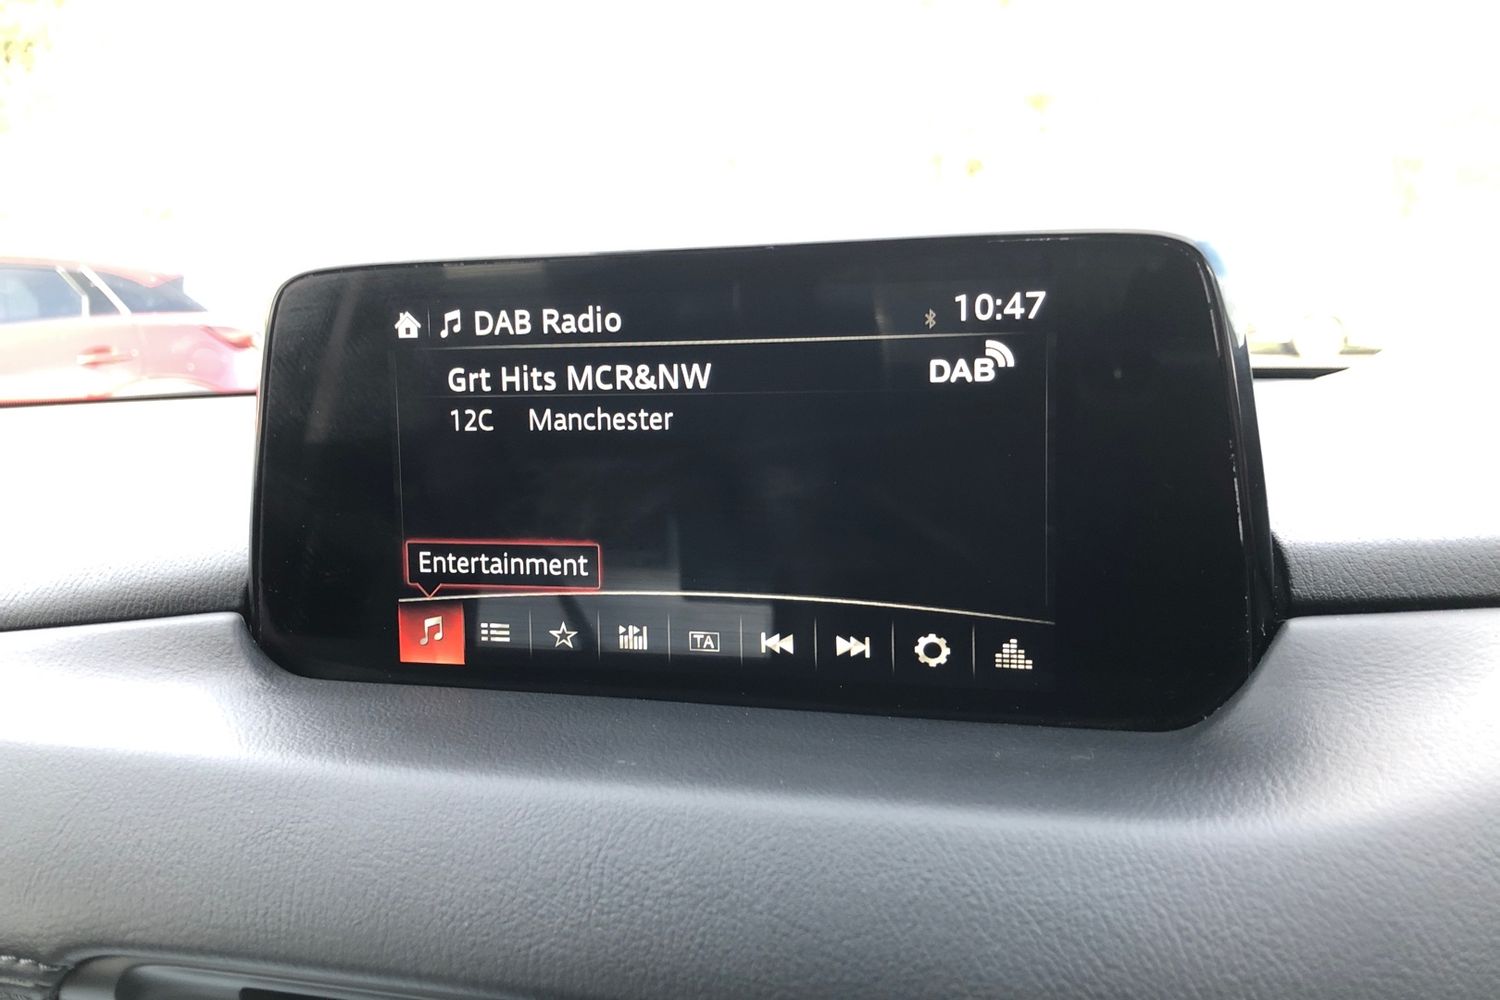 DAB Radio 10:47
Grt Hits MCR&NW DAB
12C Manchester
Entertainment
TA